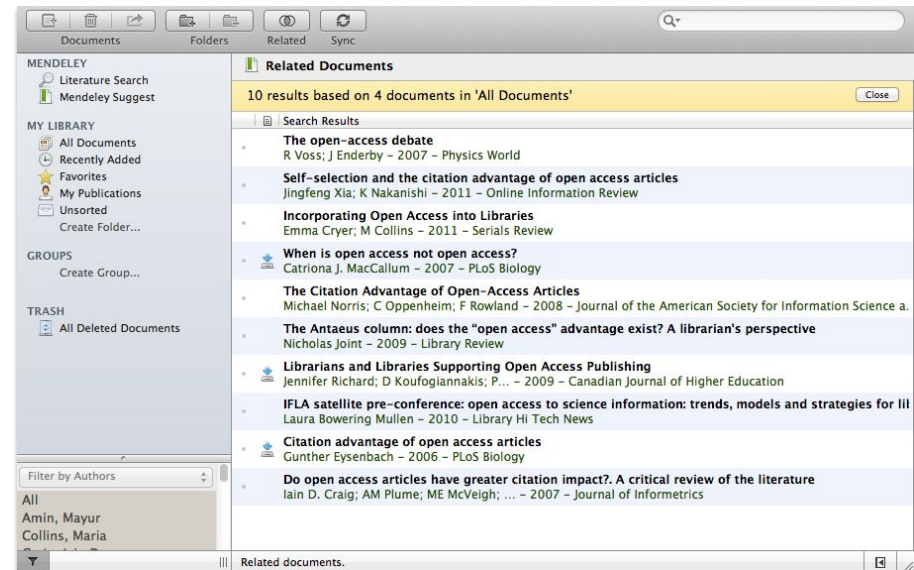 Documents Folders Related Sync
MENDELEY
Literature Search
Mendeley Suggest
MY LIBRARY
All Documents
Recently Added
Favorites
My Publications
Unsorted
Create Folder...
GROUPS
Create Group...
TRASH
All Deleted Documents
Filter by Authors
All
Amin, Mayur
Collins, Maria
Related Documents
10 results based on 4 documents in 'All Documents' Close
Search Results
The open-access debate
R Voss; J Enderby – 2007 – Physics World
Self-selection and the citation advantage of open access articles
Jingfeng Xia; K Nakanishi – 2011 – Online Information Review
Incorporating Open Access into Libraries
Emma Cryer; M Collins – 2011 – Serials Review
When is open access not open access?
Catriona J. MacCallum – 2007 – PLoS Biology
The Citation Advantage of Open-Access Articles
Michael Norris; C Oppenheim; F Rowland – 2008 – Journal of the American Society for Information Science a.
The Antaeus column: does the “open access” advantage exist? A librarian's perspective
Nicholas Joint – 2009 – Library Review
Librarians and Libraries Supporting Open Access Publishing
Jennifer Richard; D Koufogiannakis; P... – 2009 – Canadian Journal of Higher Education
IFLA satellite pre-conference: open access to science information: trends, models and strategies for lil
Laura Bowering Mullen – 2010 – Library Hi Tech News
Citation advantage of open access articles
Gunther Eysenbach – 2006 – PLoS Biology
Do open access articles have greater citation impact?. A critical review of the literature
Iain D. Craig; AM Plume; ME McVeigh; ... – 2007 – Journal of Informetrics
Related documents.